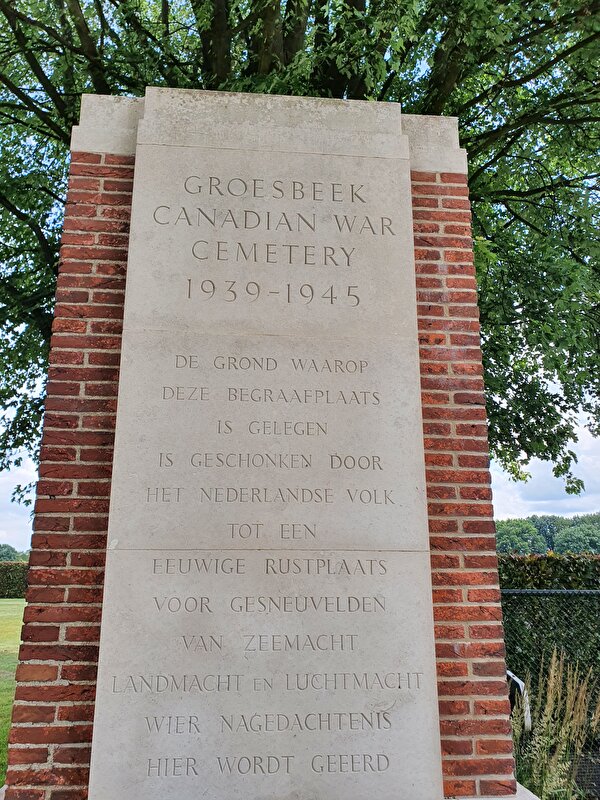 GROESBEEK
CANADIAN WAR
CEMETERY
1939-1945
DE GROND WAAROP
DEZE BEGRAAFPLAATS
IS GELEGEN
IS GESCHONKEN DOOR
HET NEDERLANDSE VOLK
TOT EEN
EEUWIGE RUSTPLAATS
VOOR GESNEUVELDEN
VAN ZEEMACHT
LANDMACHT EN LUCHTMACHT
WIER NAGEDACHTENIS
HIER WORDT GEEERD